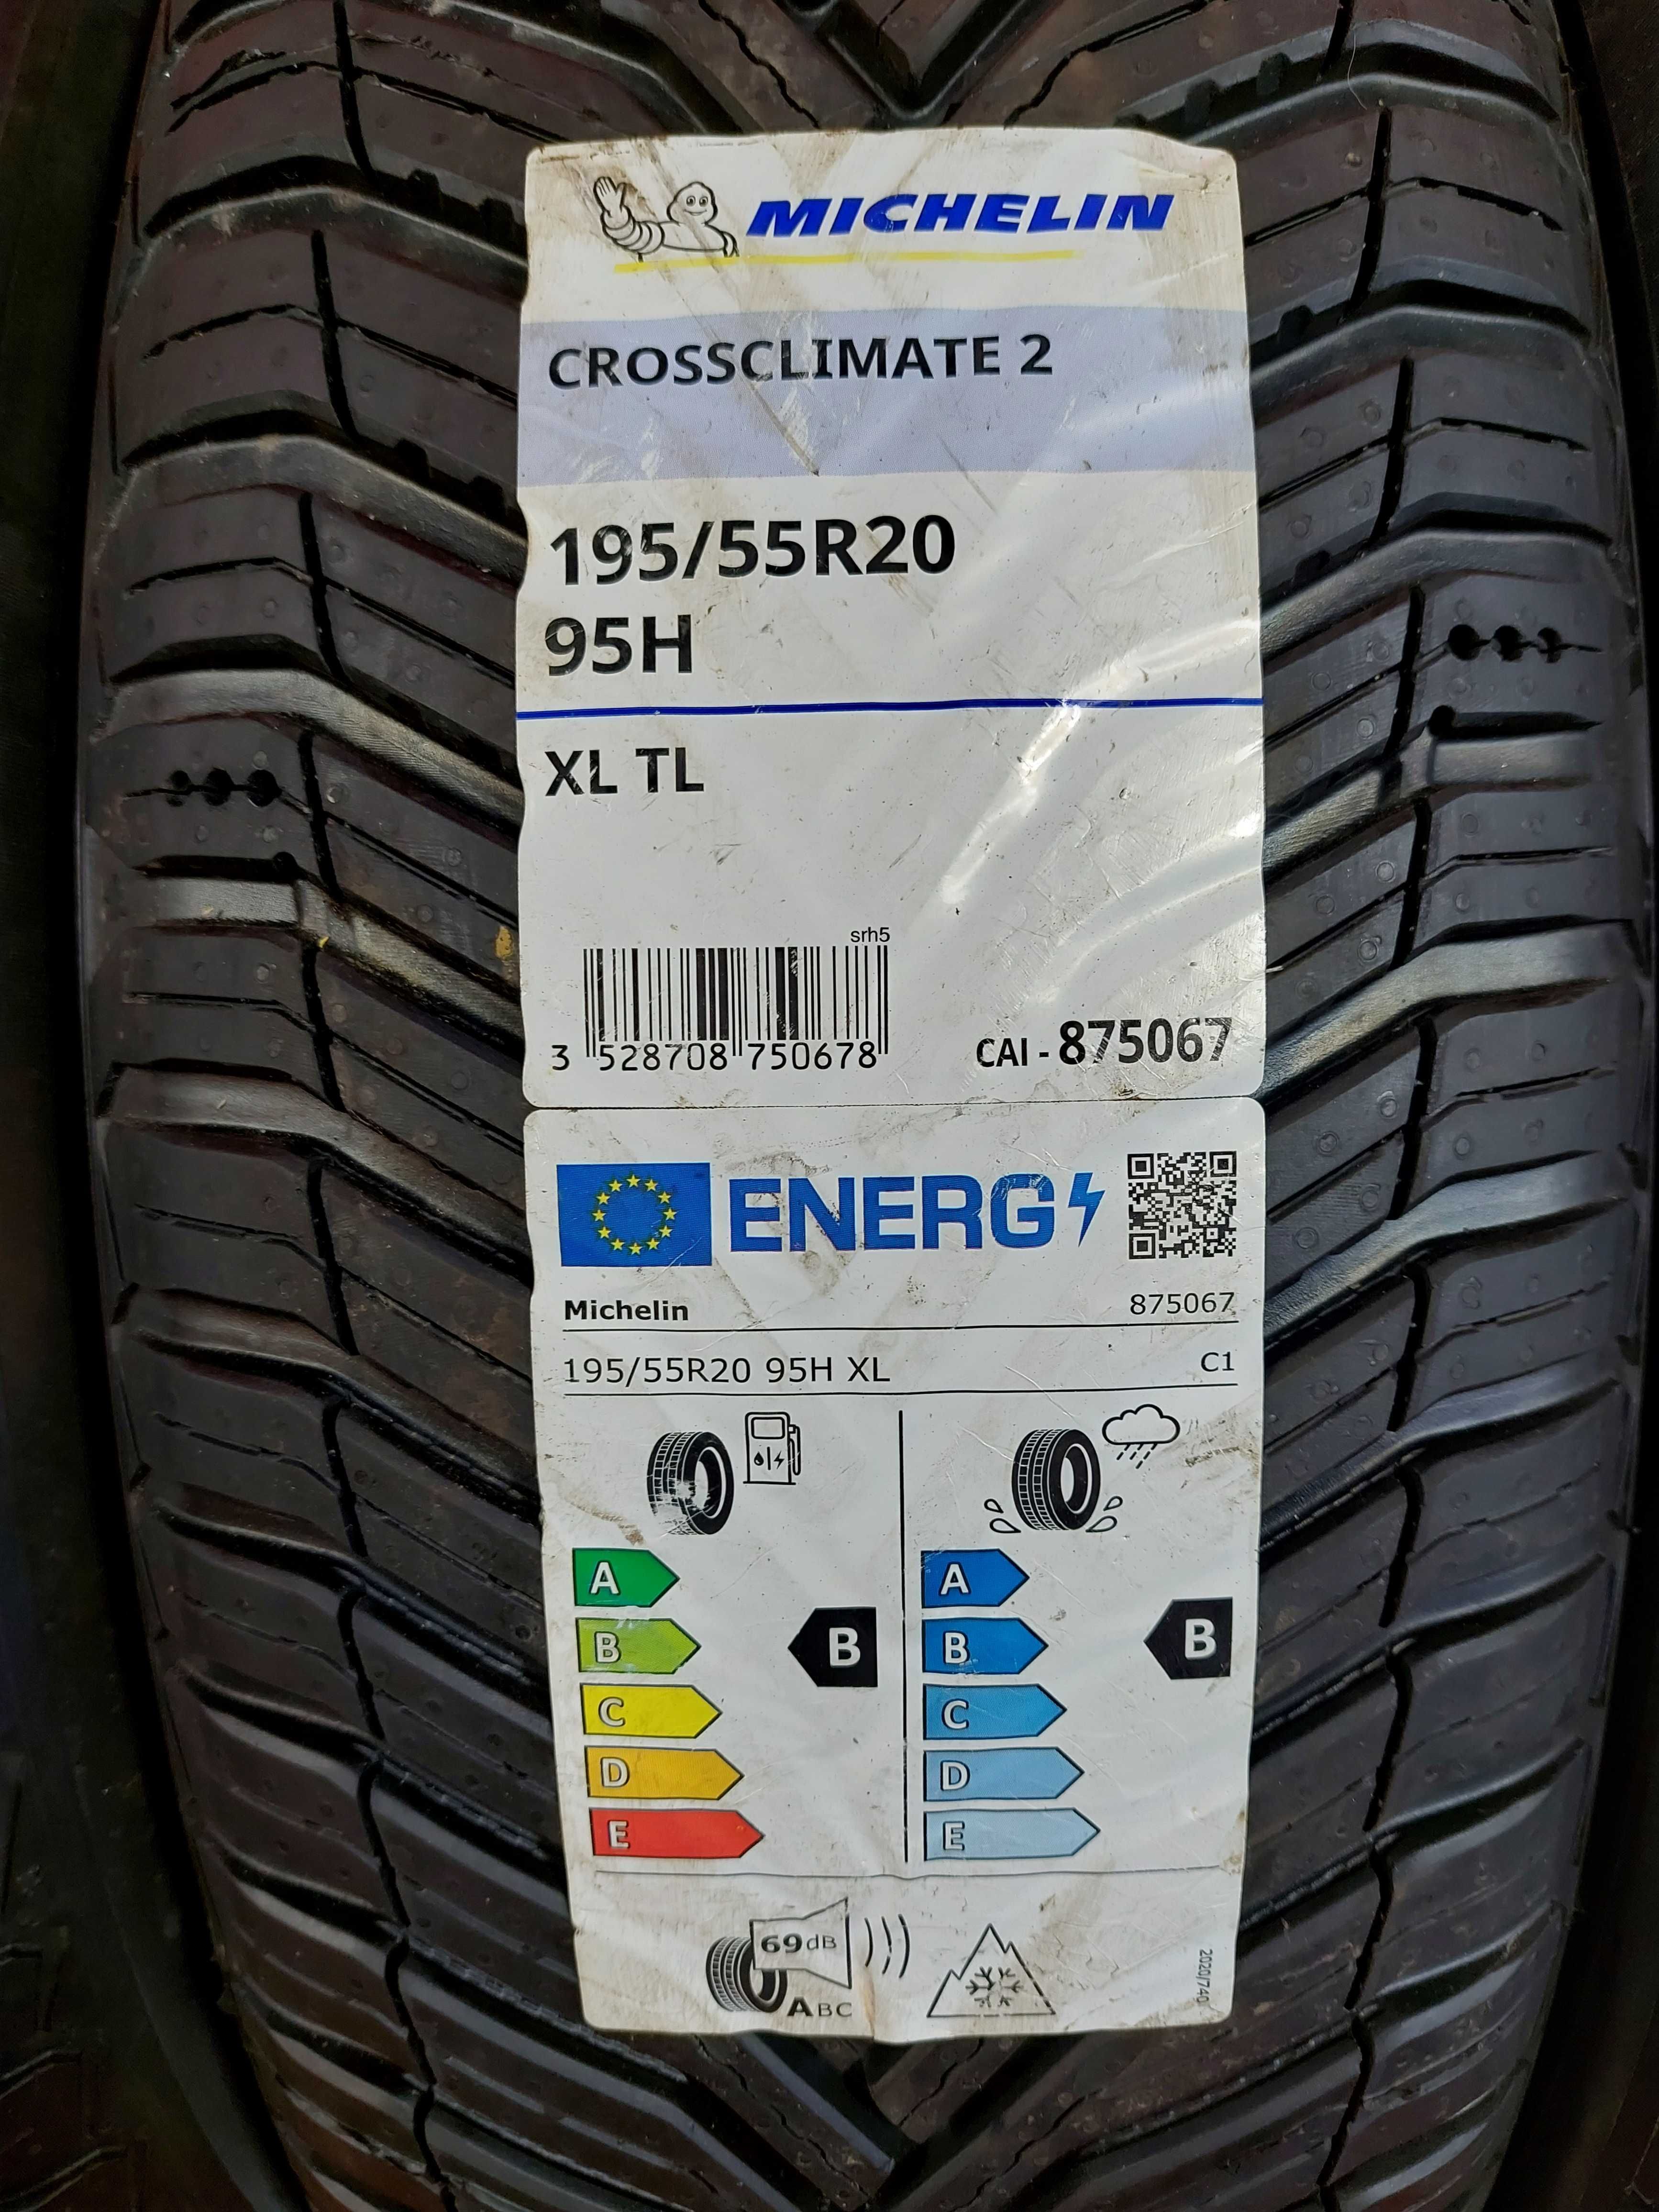 MICHELIN
CROSSCLIMATE 2
195/55R20
95H
XL TL
srh5
3 528708 750678
CAI - 875067
ENERG
Michelin 875067
195/55R20 95H XL C1
A A
B B B B
C C
D D
E E
69dB
ABC
2020/740